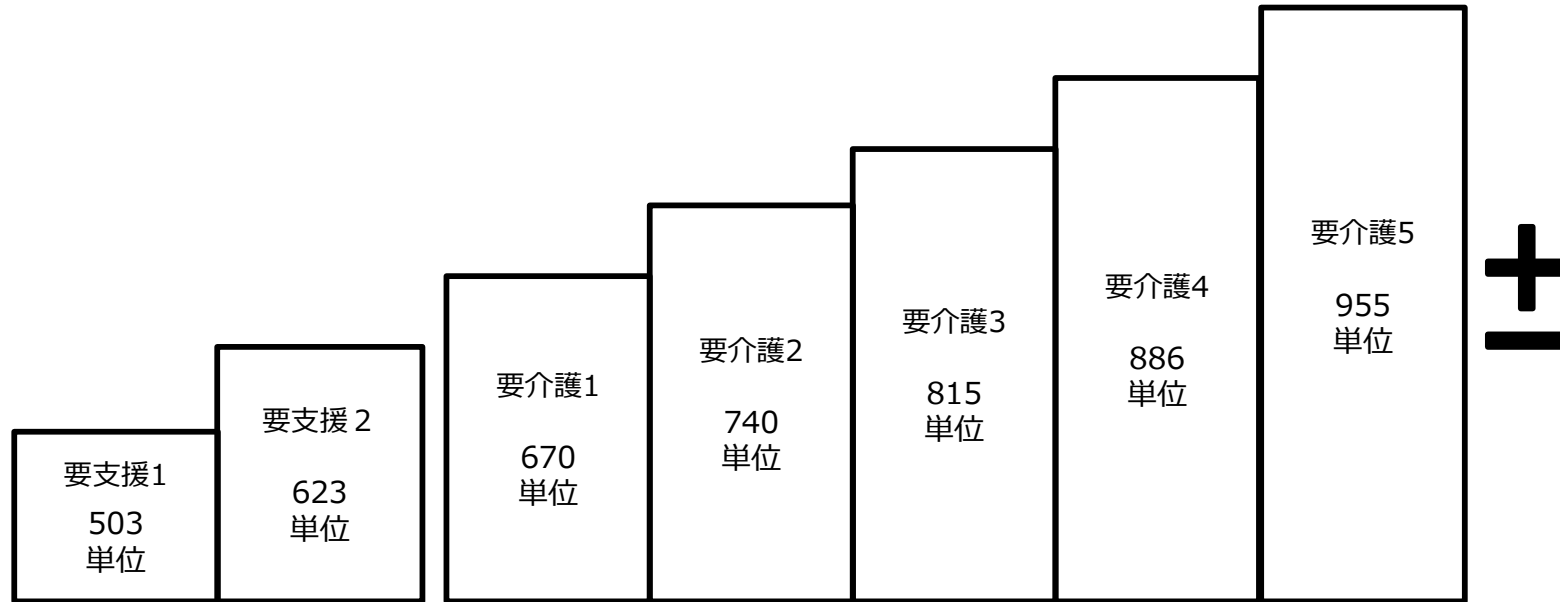 要支援1
503
単位
要支援２
623
単位
要介護1
670
単位
要介護2
740
単位
要介護3
815
単位
要介護4
886
単位
要介護5
955
単位
＋
－